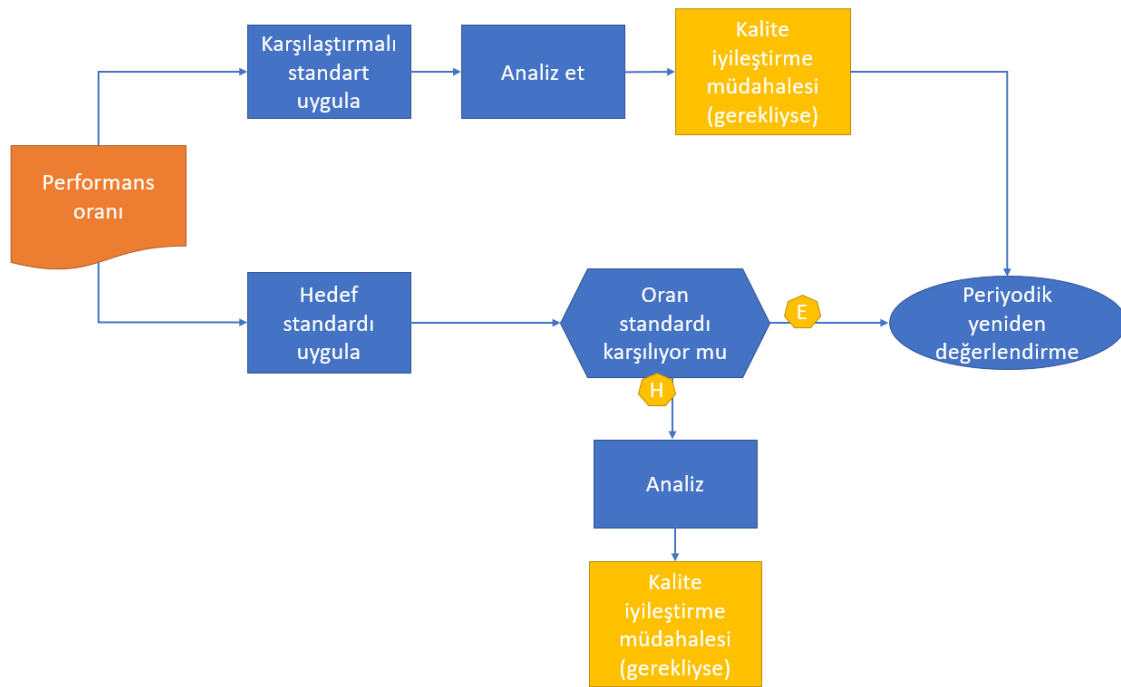 Karşılaştırmalı
standart
uygula
Analiz et
Kalite
iyileştirme
müdahalesi
(gerekliyse)
Performans
oranı
Hedef
standardı
uygula
Oran
standardı
karşılıyor mu
E
Periyodik
yeniden
değerlendirme
H
Analiz
Kalite
iyileştirme
müdahalesi
(gerekliyse)